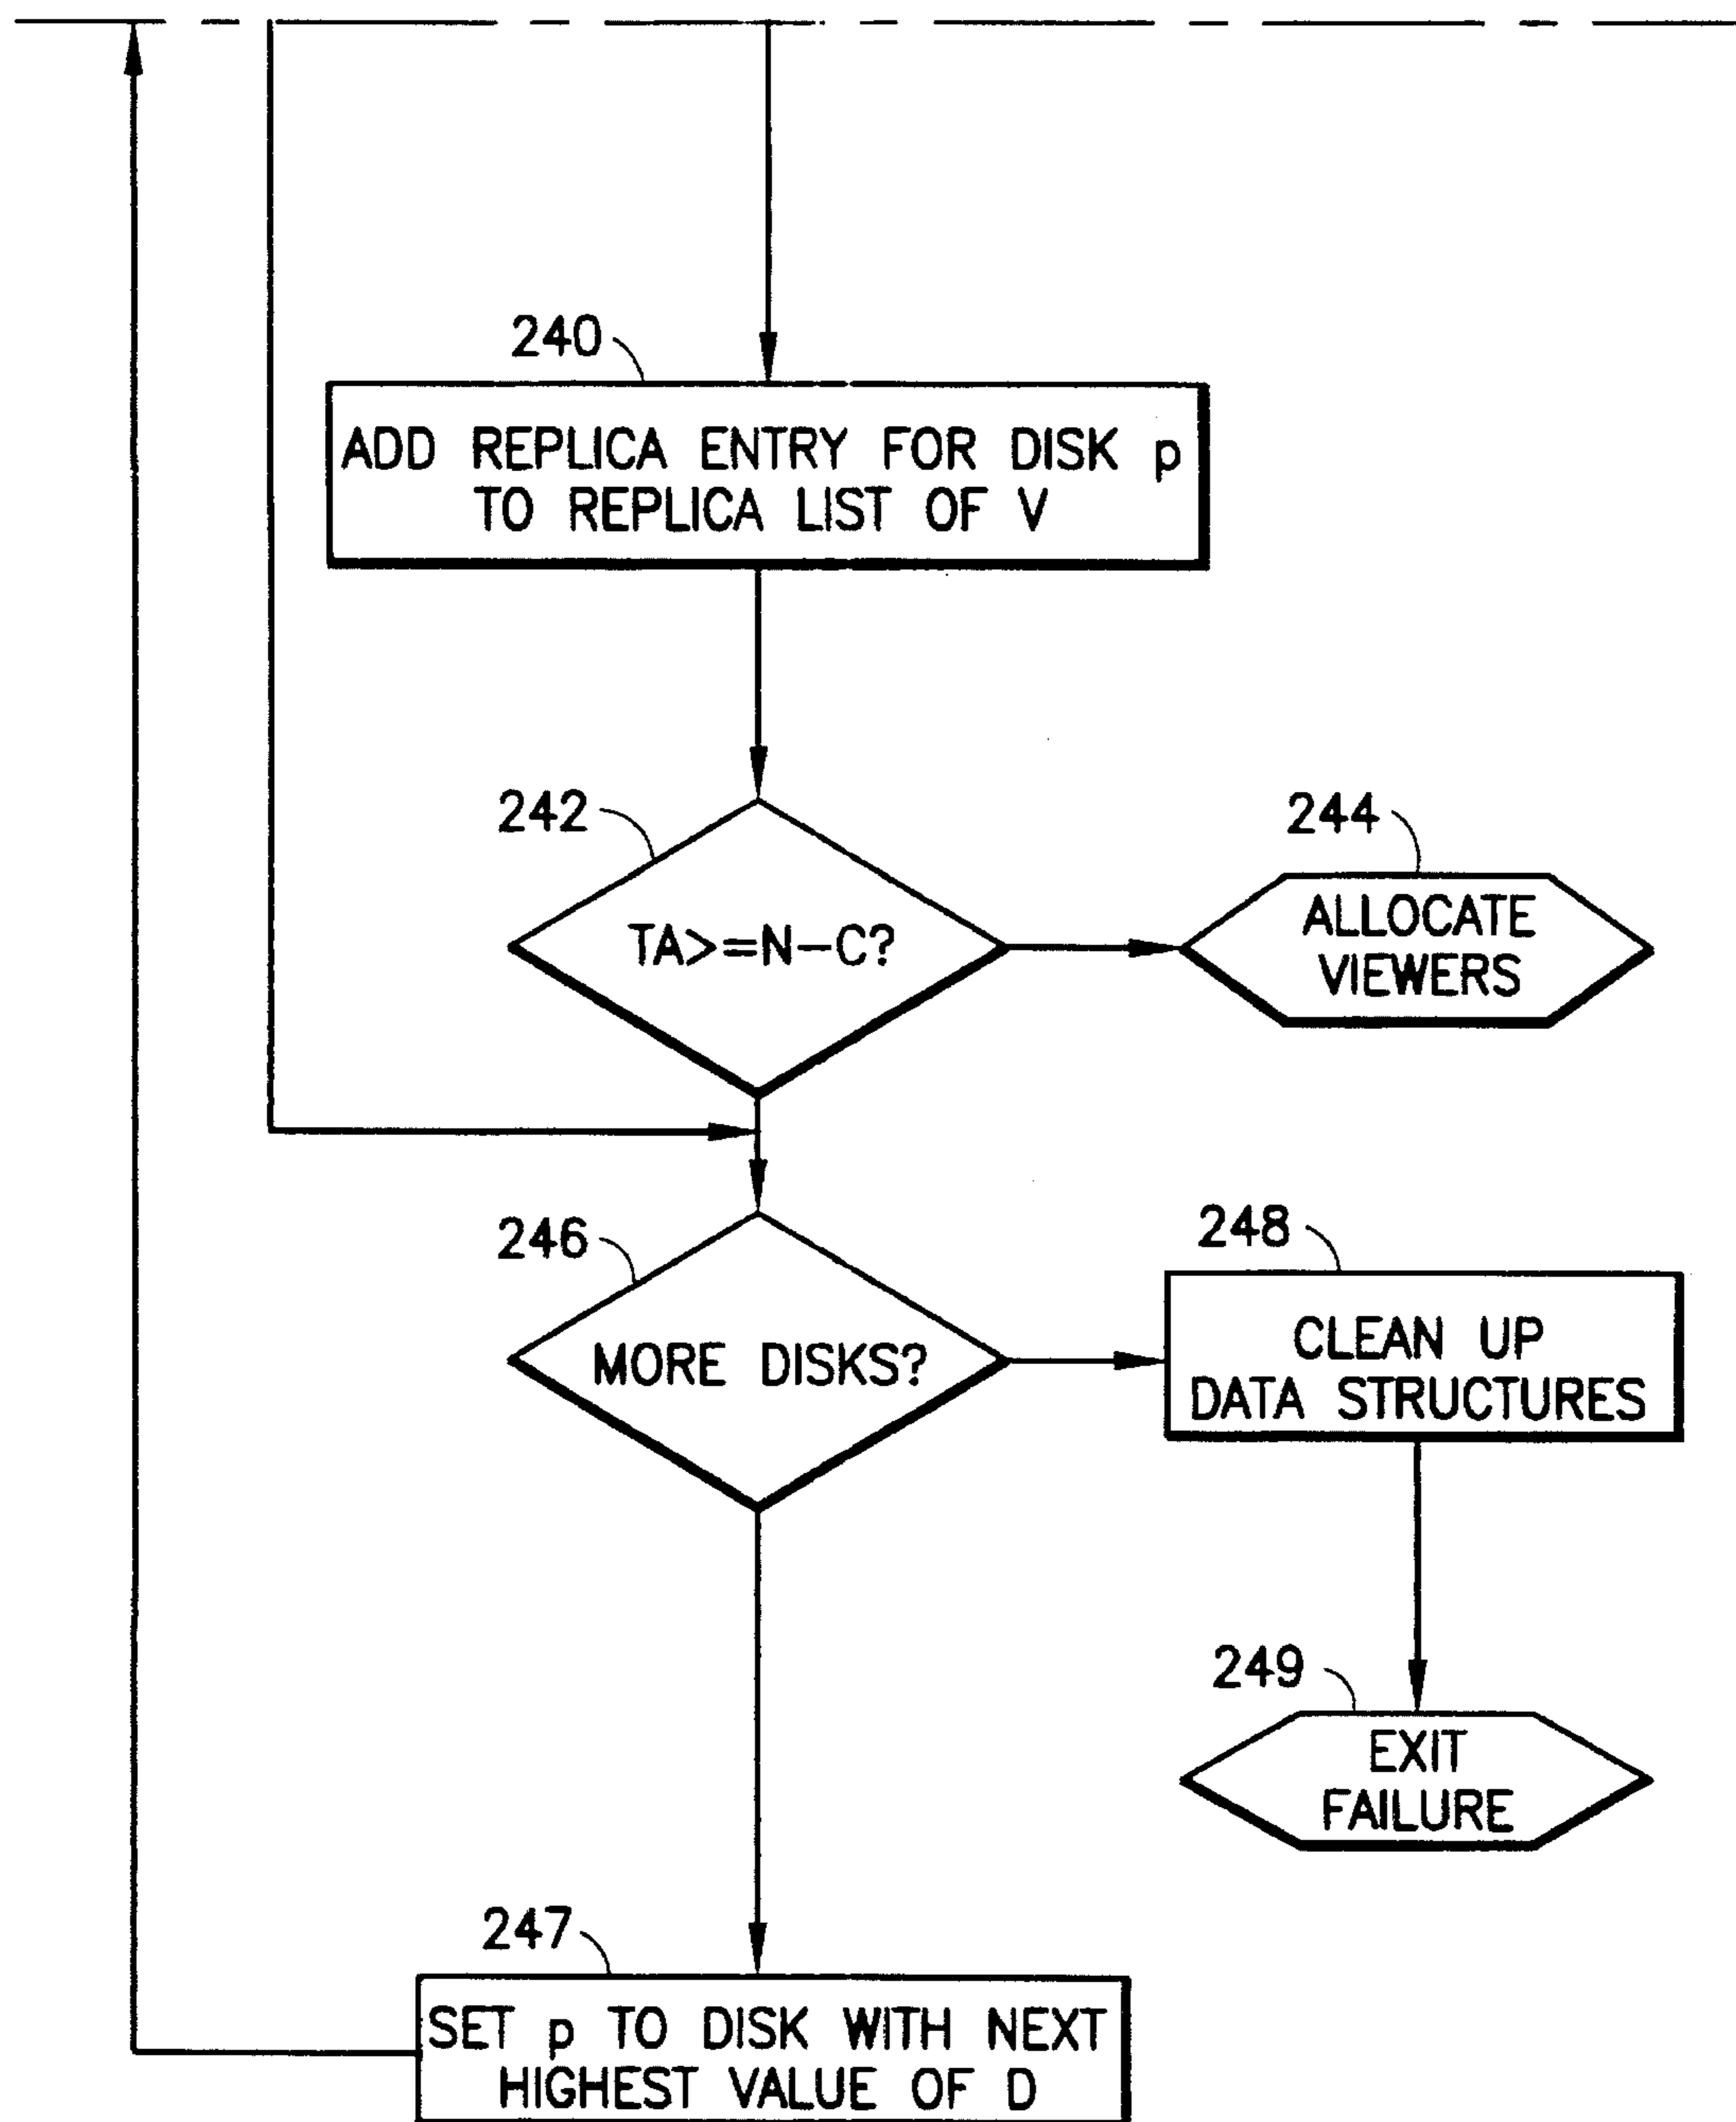 240
ADD REPLICA ENTRY FOR DISK p
TO REPLICA LIST OF V
242
TA>=N-C?
244
ALLOCATE
VIEWERS
246
MORE DISKS?
248
CLEAN UP
DATA STRUCTURES
249
EXIT
FAILURE
247
SET p TO DISK WITH NEXT
HIGHEST VALUE OF D